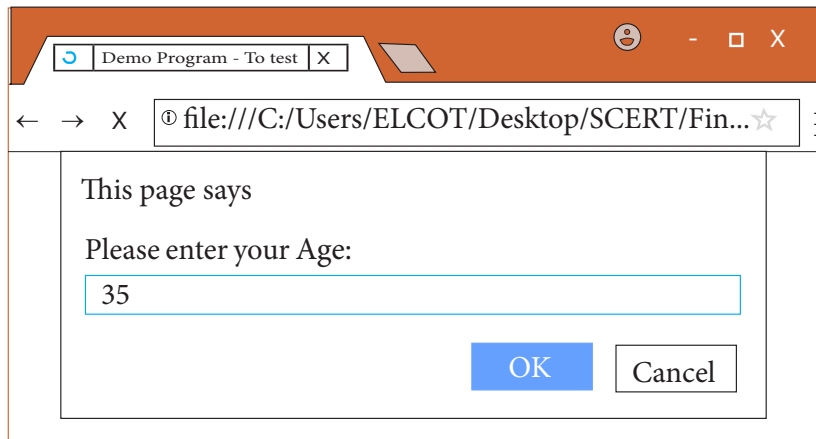 Demo Program - To test X
- X
← → X file:///C:/Users/ELCOT/Desktop/SCERT/Fin...
This page says
Please enter your Age:
35
OK Cancel